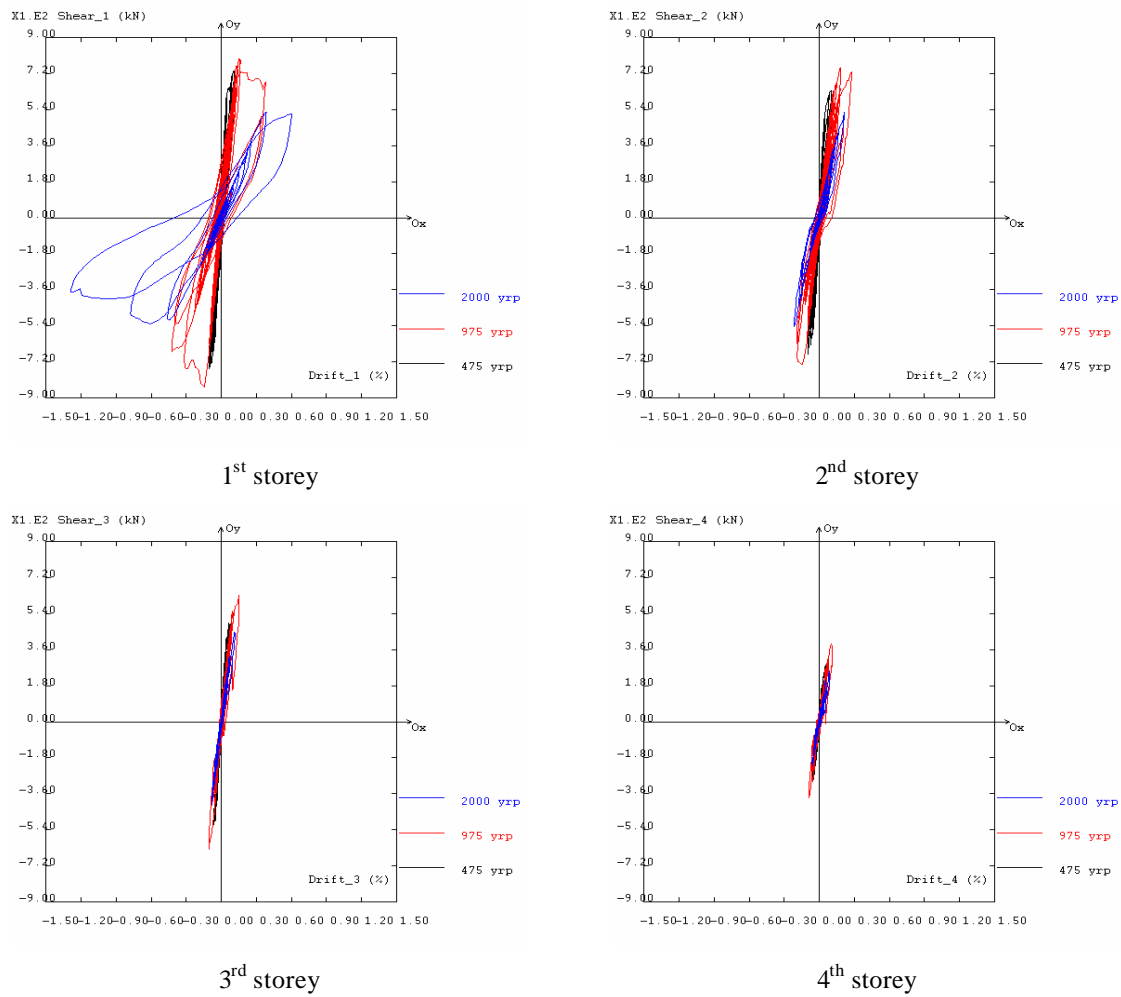 X1.E2 Shear_1 (kN)
Oy
9.00
7.20
5.40
3.60
1.80
0.00
Ox
-1.80
-3.60
2000 yrp
-5.40
975 yrp
-7.20
475 yrp
Drift_1 (%)
-9.00
-1.50-1.20-0.90-0.60-0.30 0.00 0.30 0.60 0.90 1.20 1.50
1st storey
X1.E2 Shear_2 (kN)
Oy
9.00
7.20
5.40
3.60
1.80
0.00
Ox
-1.80
-3.60
2000 yrp
-5.40
975 yrp
-7.20
475 yrp
Drift_2 (%)
-9.00
-1.50-1.20-0.90-0.60-0.30 0.00 0.30 0.60 0.90 1.20 1.50
2nd storey
X1.E2 Shear_3 (kN)
Oy
9.00
7.20
5.40
3.60
1.80
0.00
Ox
-1.80
-3.60
2000 yrp
-5.40
975 yrp
-7.20
475 yrp
Drift_3 (%)
-9.00
-1.50-1.20-0.90-0.60-0.30 0.00 0.30 0.60 0.90 1.20 1.50
3rd storey
X1.E2 Shear_4 (kN)
Oy
9.00
7.20
5.40
3.60
1.80
0.00
Ox
-1.80
-3.60
2000 yrp
-5.40
975 yrp
-7.20
475 yrp
Drift_4 (%)
-9.00
-1.50-1.20-0.90-0.60-0.30 0.00 0.30 0.60 0.90 1.20 1.50
4th storey